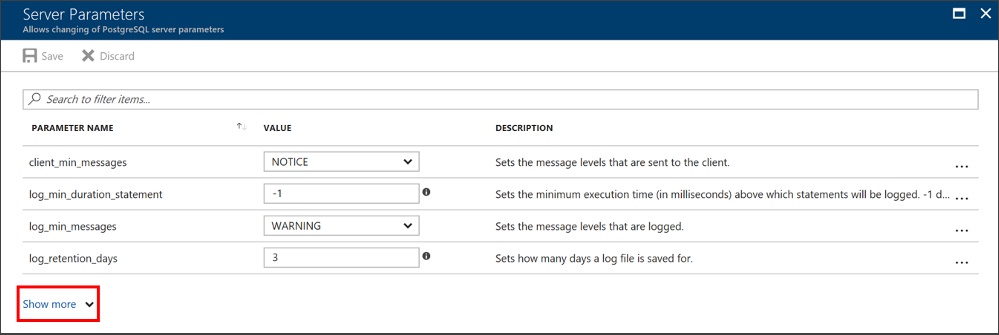 Server Parameters
Allows changing of PostgreSQL server parameters
Save Discard
Search to filter items...
PARAMETER NAME VALUE DESCRIPTION
client_min_messages NOTICE Sets the message levels that are sent to the client. ...
log_min_duration_statement -1 Sets the minimum execution time (in milliseconds) above which statements will be logged. -1 d... ...
log_min_messages WARNING Sets the message levels that are logged. ...
log_retention_days 3 Sets how many days a log file is saved for. ...
Show more